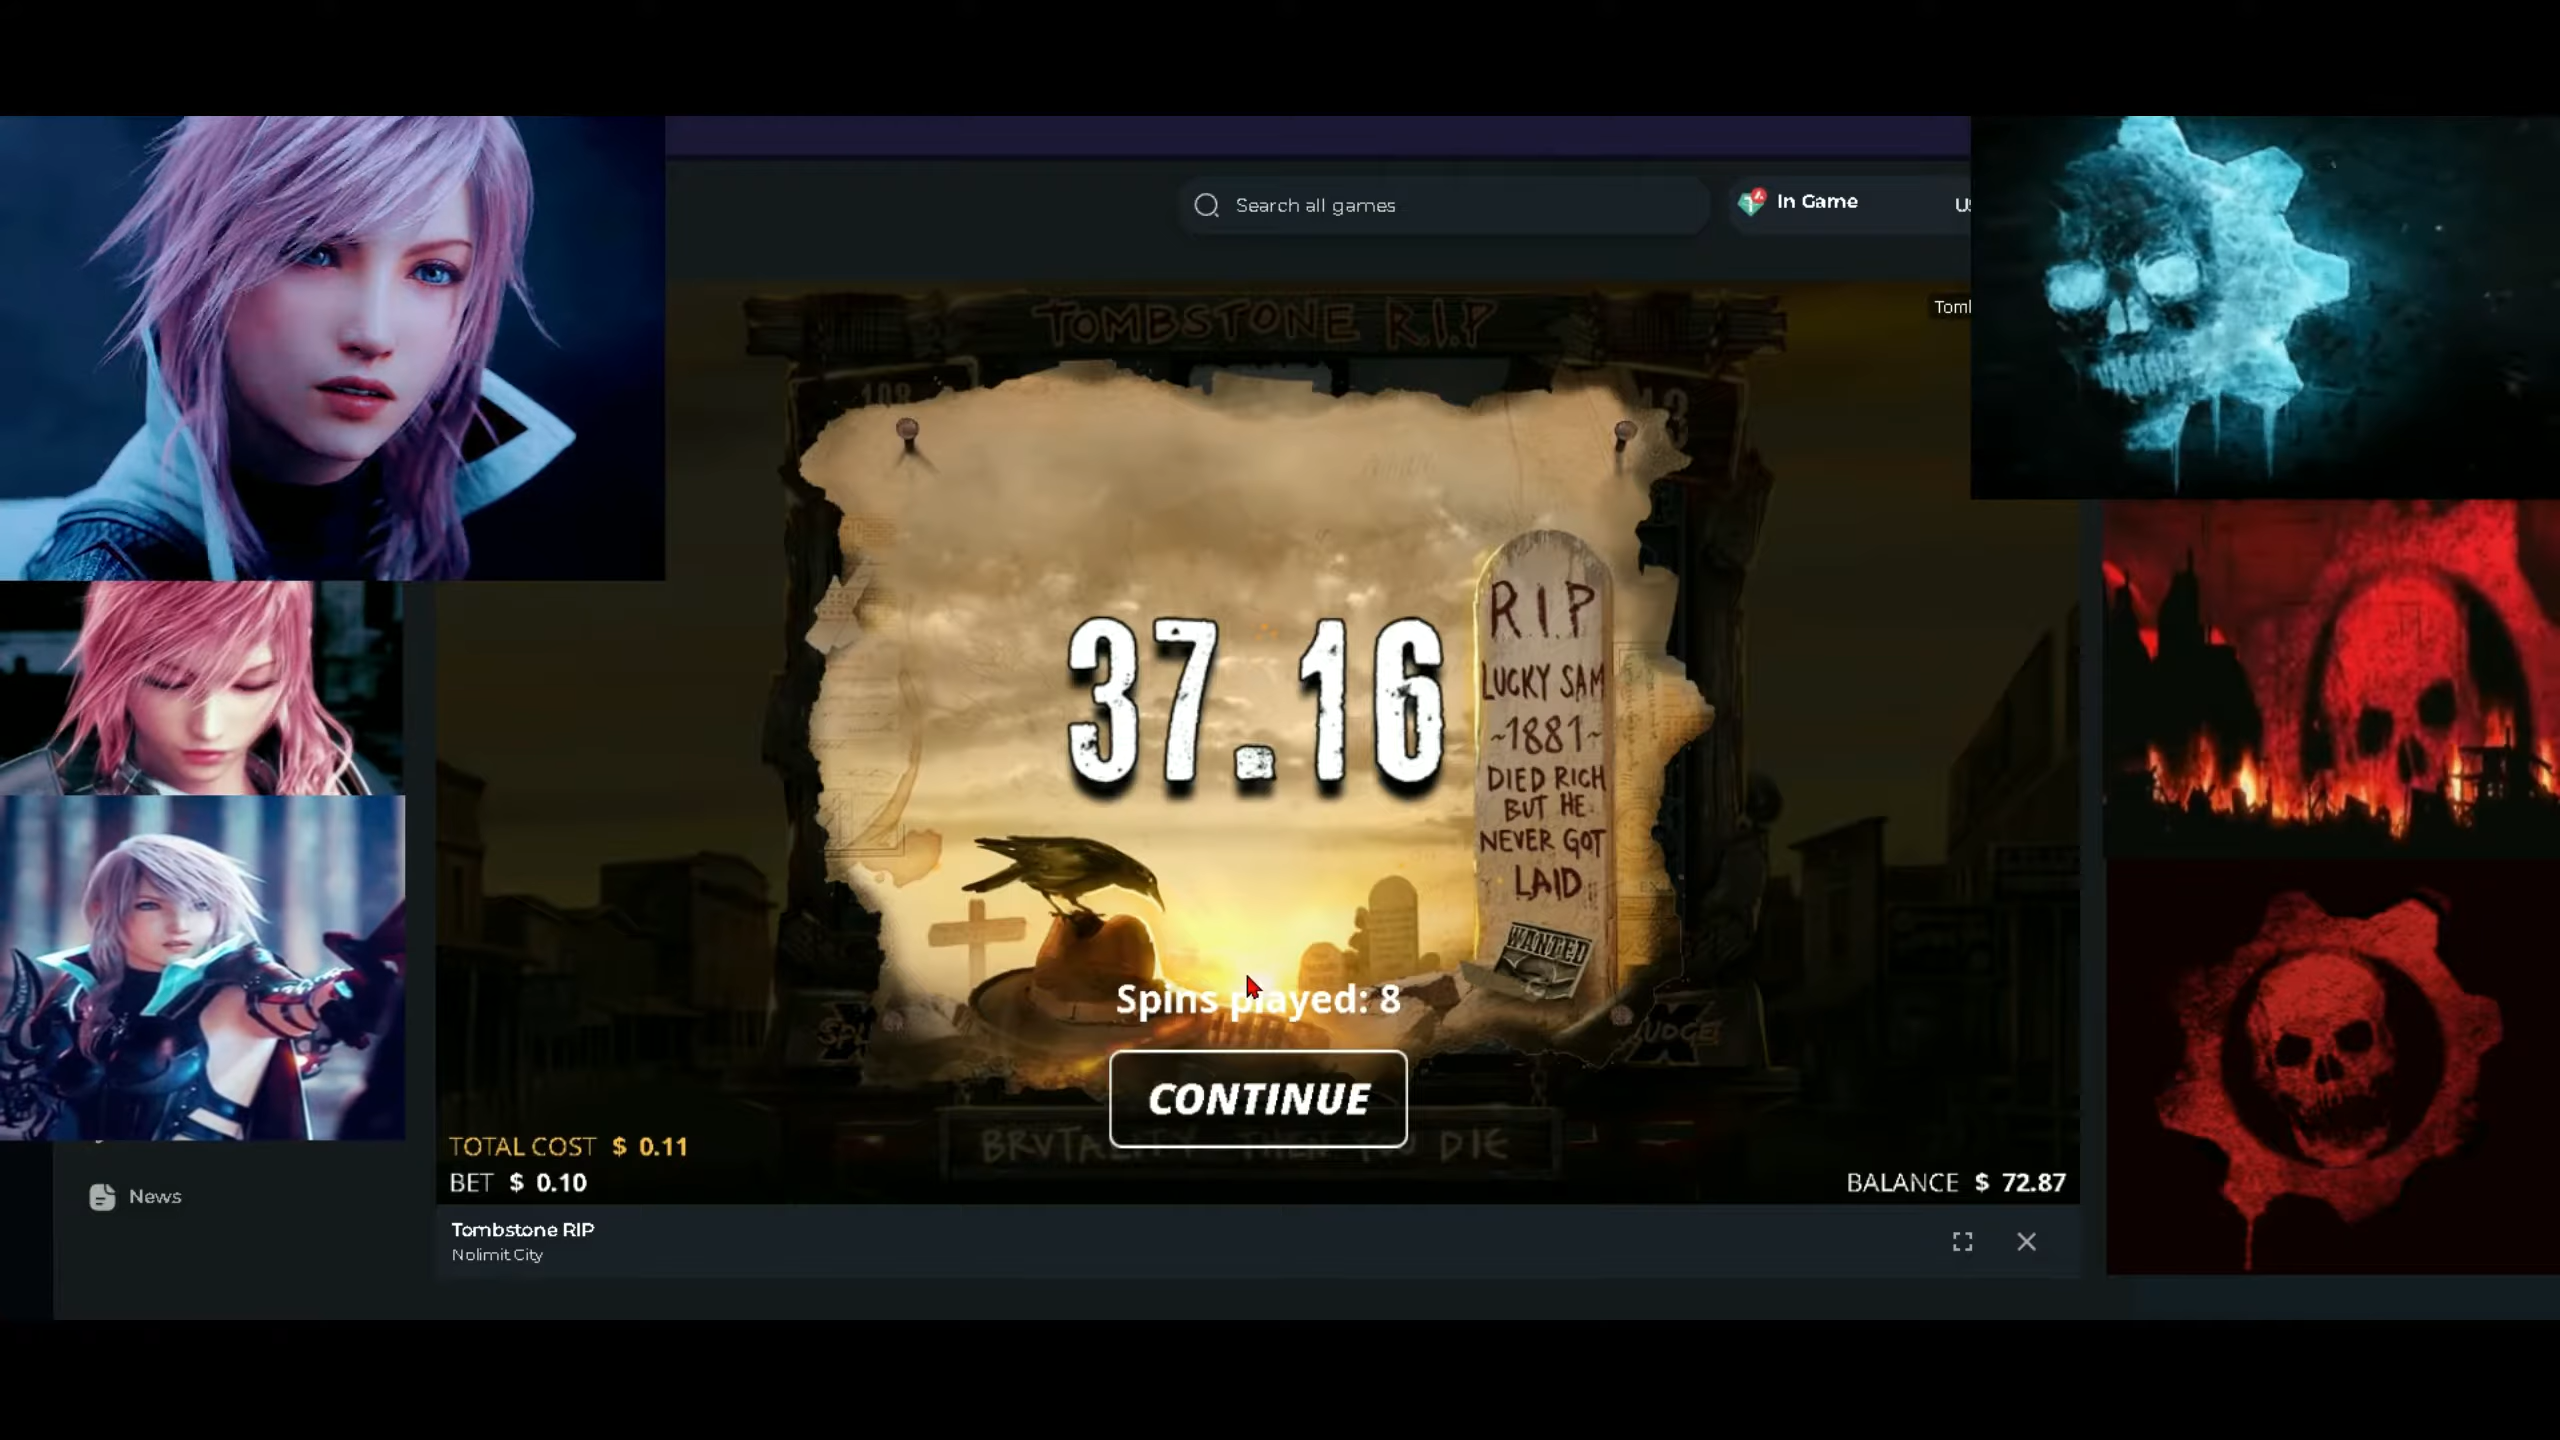 Search all games
In Game
TOMBSTONE R.I.P
37.16
RIP
LUCKY SAM
~1881~
DIED RICH
BUT HE
NEVER GOT
LAID
WANTED
Spins played: 8
CONTINUE
TOTAL COST $ 0.11
BET $ 0.10
BALANCE $ 72.87
News
Tombstone RIP
Nolimit City